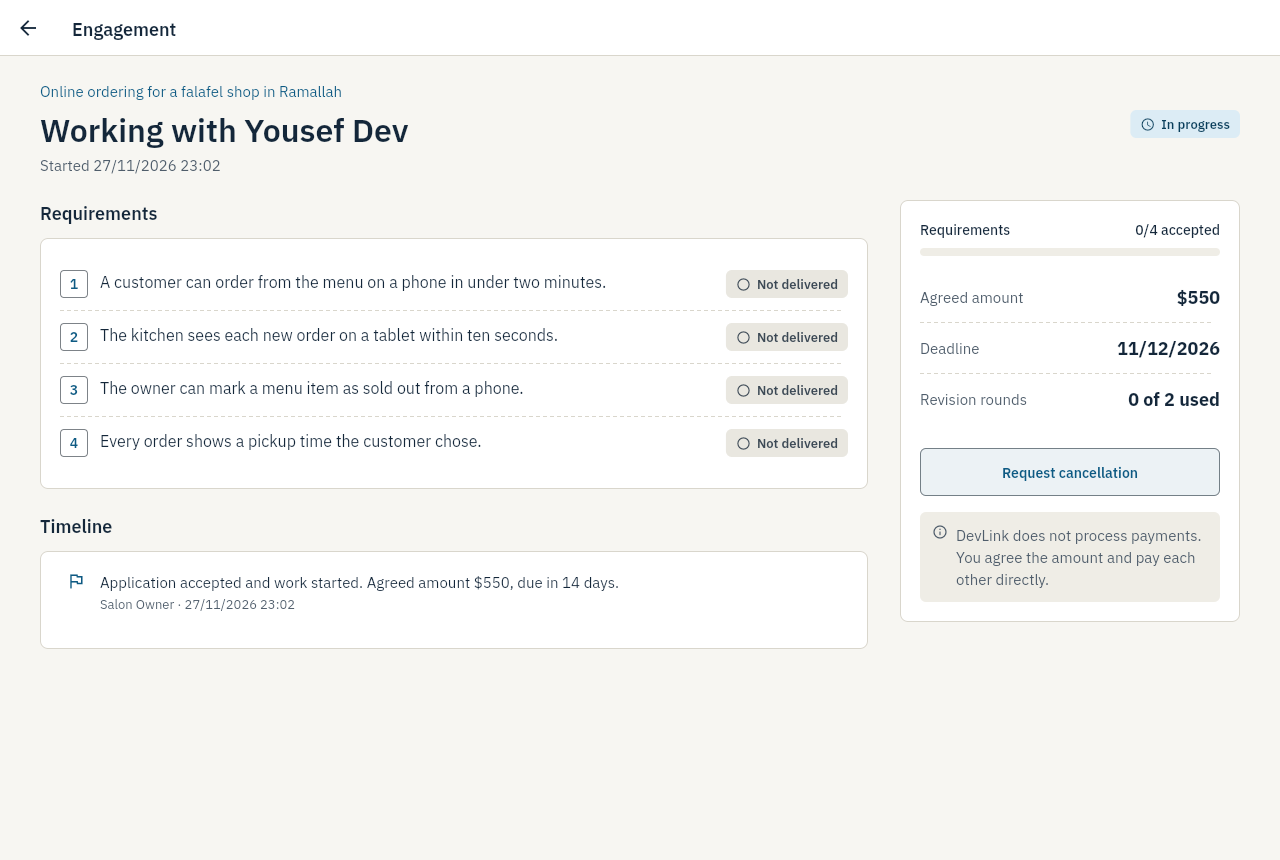 Engagement
Online ordering for a falafel shop in Ramallah
Working with Yousef Dev
In progress
Started 27/11/2026 23:02
Requirements
1 A customer can order from the menu on a phone in under two minutes. Not delivered
2 The kitchen sees each new order on a tablet within ten seconds. Not delivered
3 The owner can mark a menu item as sold out from a phone. Not delivered
4 Every order shows a pickup time the customer chose. Not delivered
Timeline
Application accepted and work started. Agreed amount $550, due in 14 days.
Salon Owner · 27/11/2026 23:02
Requirements 0/4 accepted
Agreed amount $550
Deadline 11/12/2026
Revision rounds 0 of 2 used
Request cancellation
DevLink does not process payments.
You agree the amount and pay each
other directly.